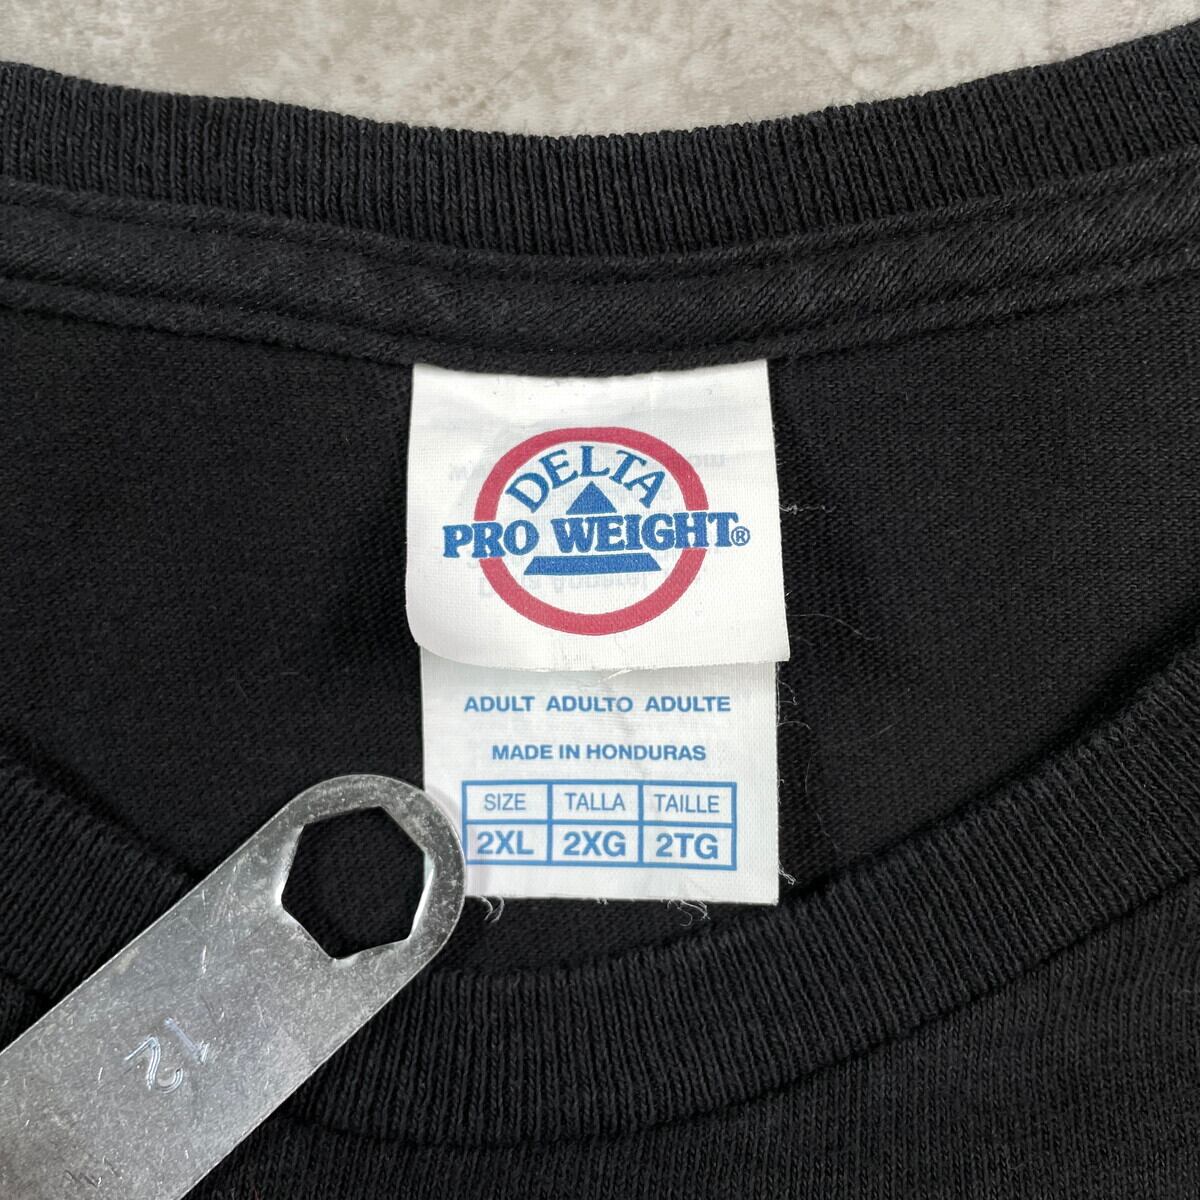 DELTA
PRO WEIGHT®
ADULT ADULTO ADULTE
MADE IN HONDURAS
SIZE TALLA TAILLE
2XL 2XG 2TG
12